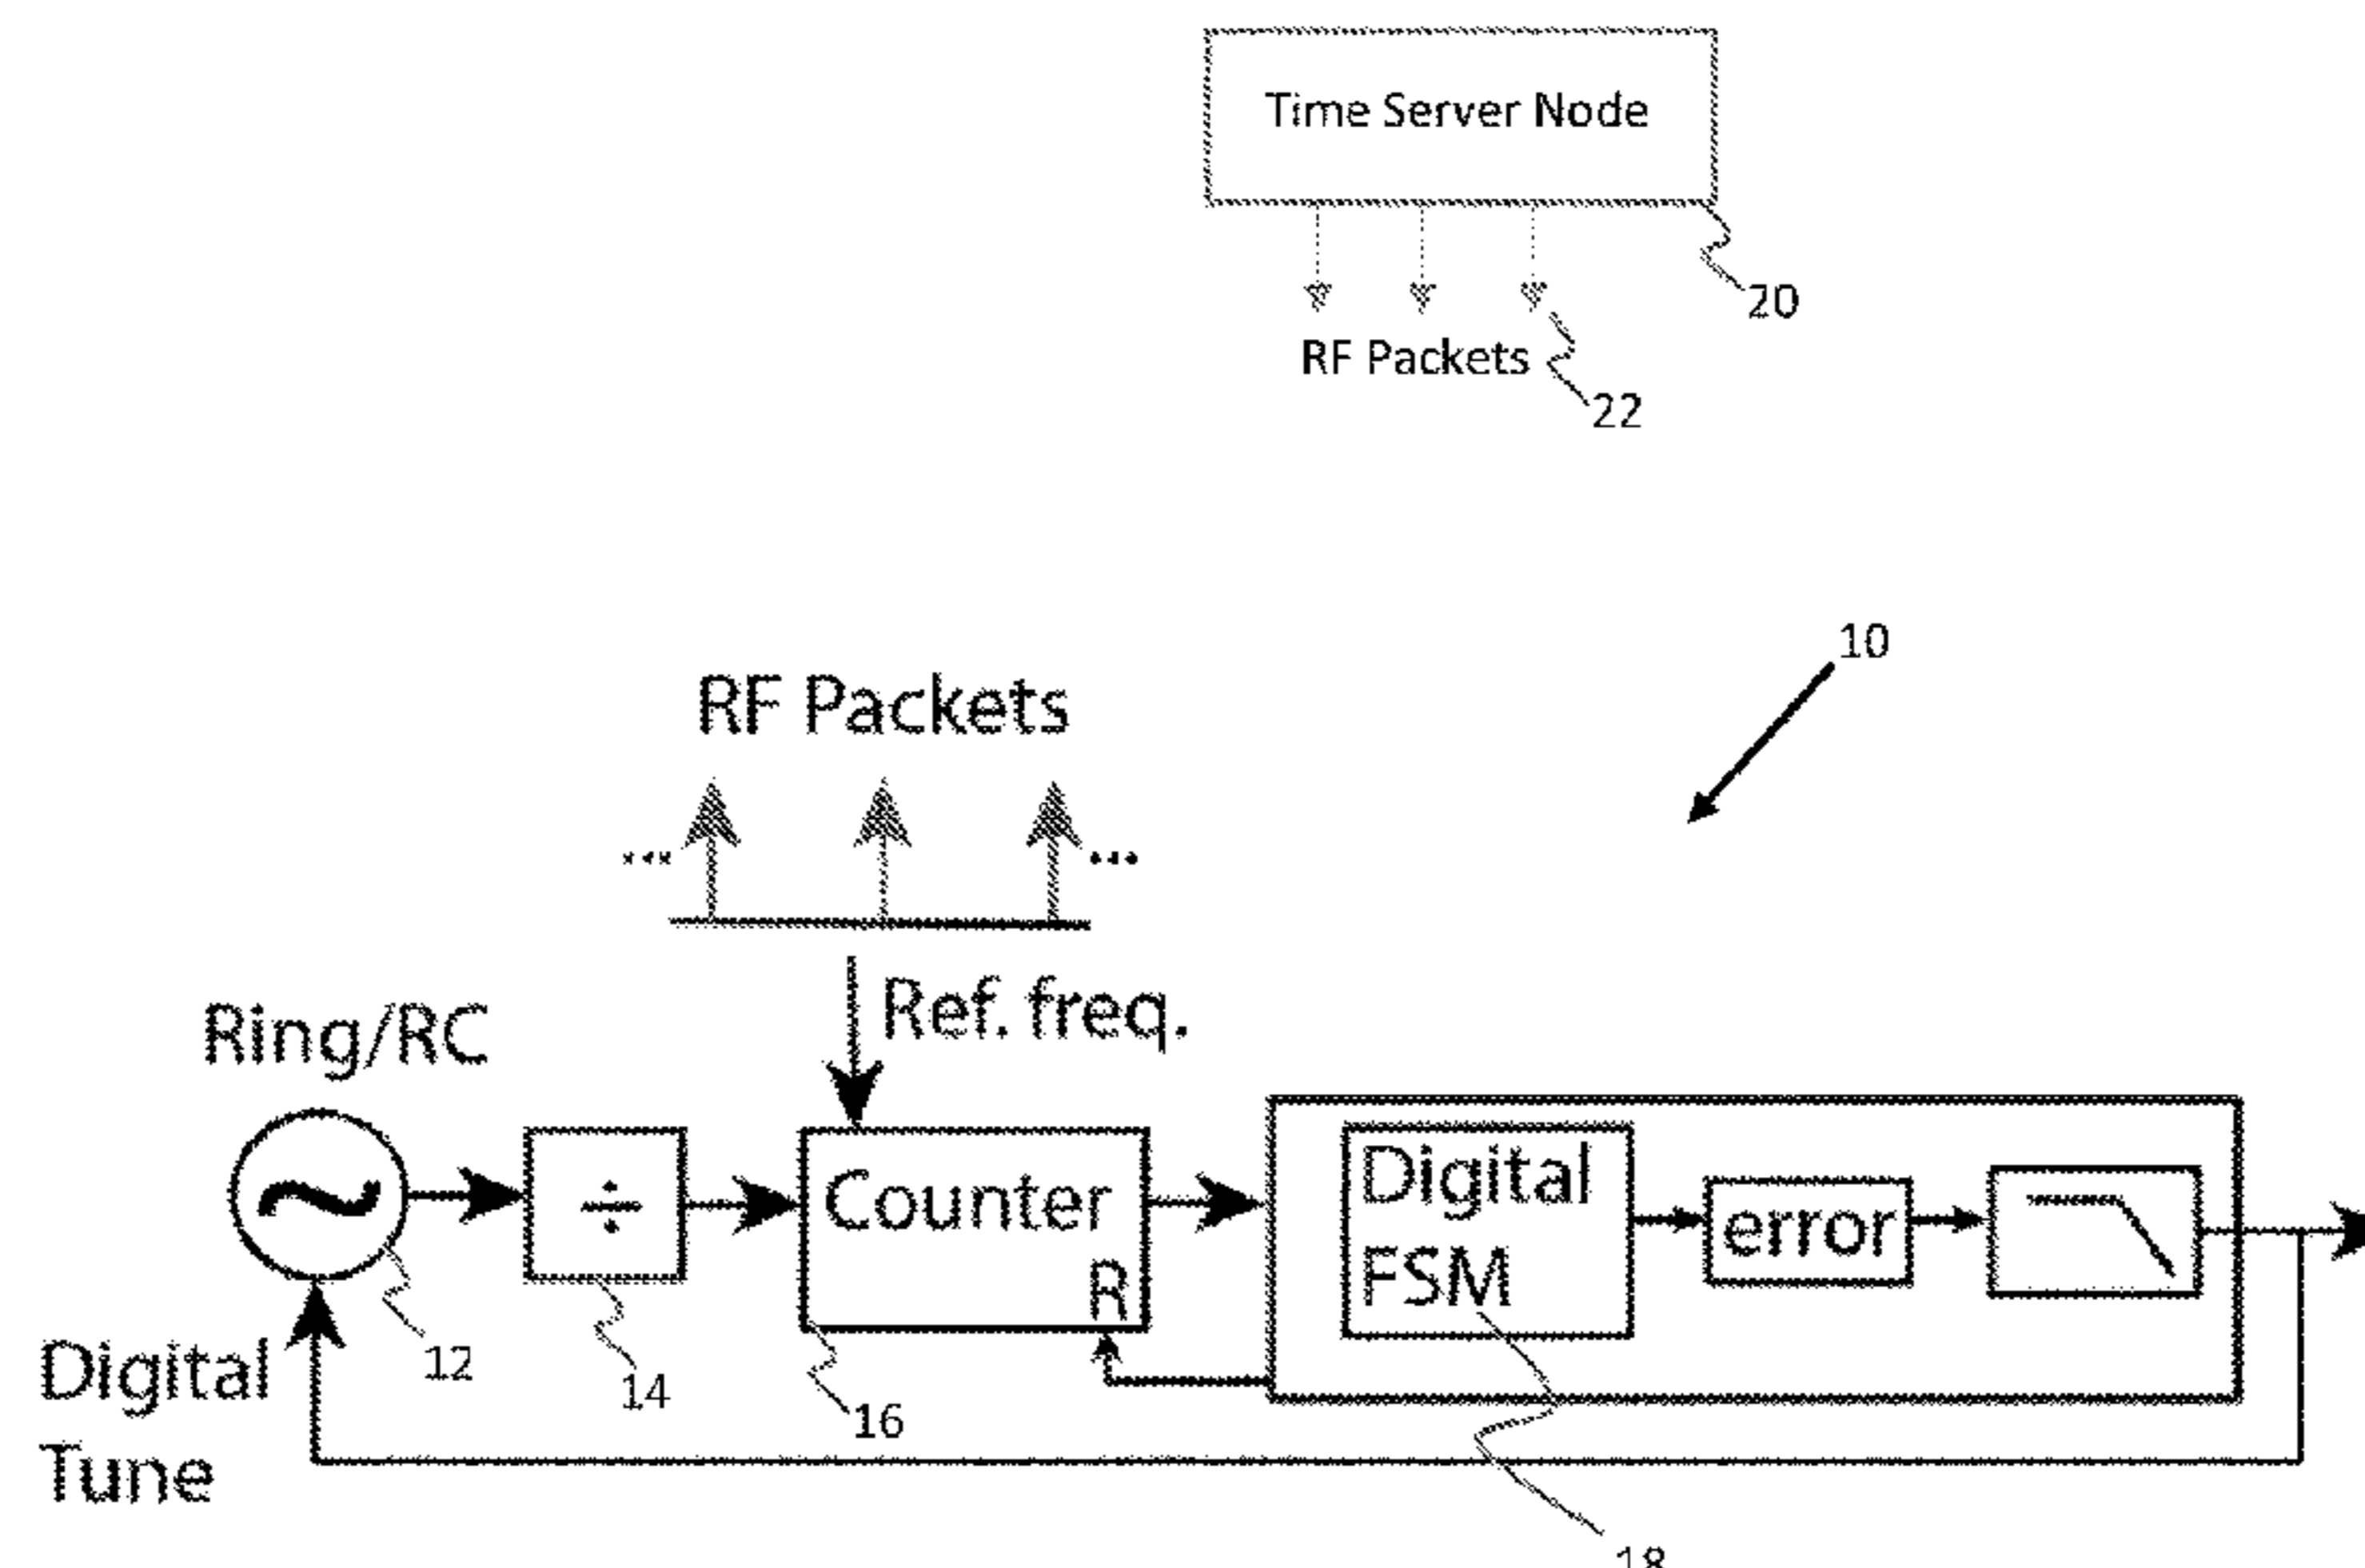 Time Server Node
20
RF Packets
22
10
RF Packets
... ...
Ref. freq.
Ring/RC
~
÷
Counter
R
Digital
FSM
error
12
14
16
Digital
Tune
18